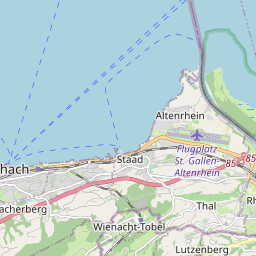 Altenrhein
Flugplatz
St. Gallen-
Altenrhein
85
85
Staad
hach
acherberg
Thal
Rh
Wienacht-Tobel
Lutzenberg